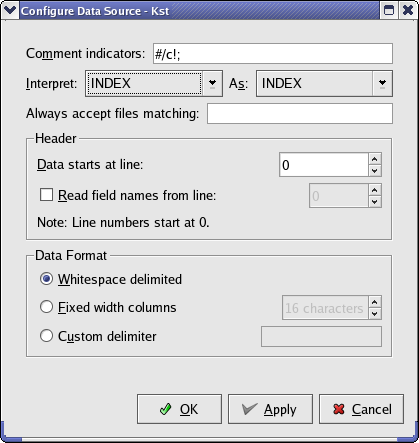 Configure Data Source - Kst
Comment indicators: #/c!;
Interpret: INDEX As: INDEX
Always accept files matching:
Header
Data starts at line: 0
Read field names from line: 0
Note: Line numbers start at 0.
Data Format
Whitespace delimited
Fixed width columns 16 characters
Custom delimiter
OK Apply Cancel